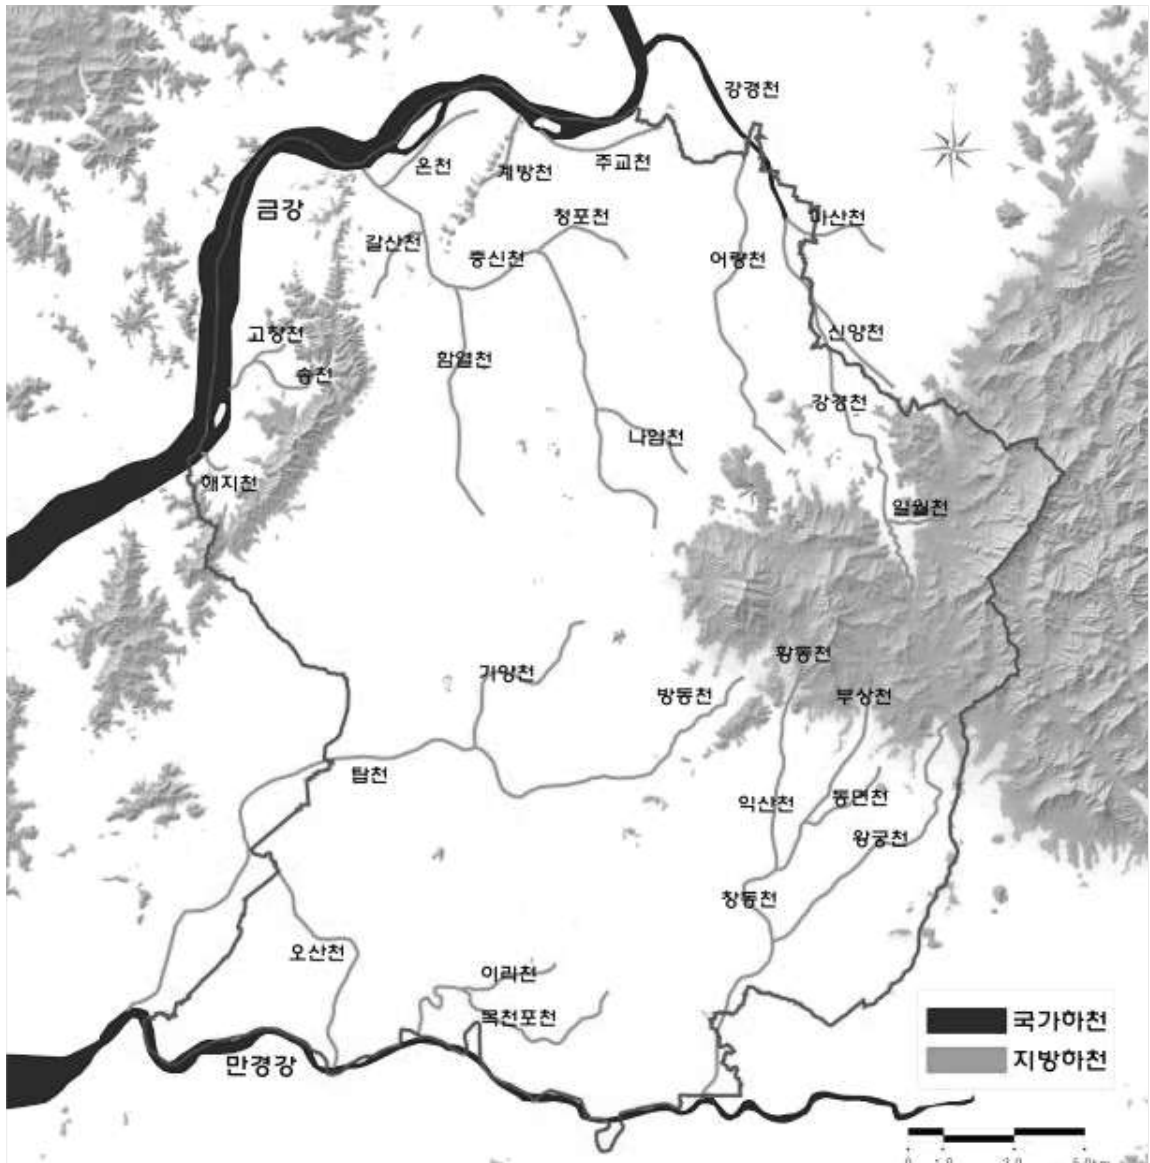 강경천
N
온천
계방천
주교천
금강
갈산천
청포천
중신천
어량천
마산천
고창천
송천
함열천
신양천
강경천
나암천
해지천
일월천
황동천
기양천
방동천
부상천
탑천
익산천
동면천
왕궁천
창동천
오산천
이리천
목천포천
만경강
국가하천
지방하천